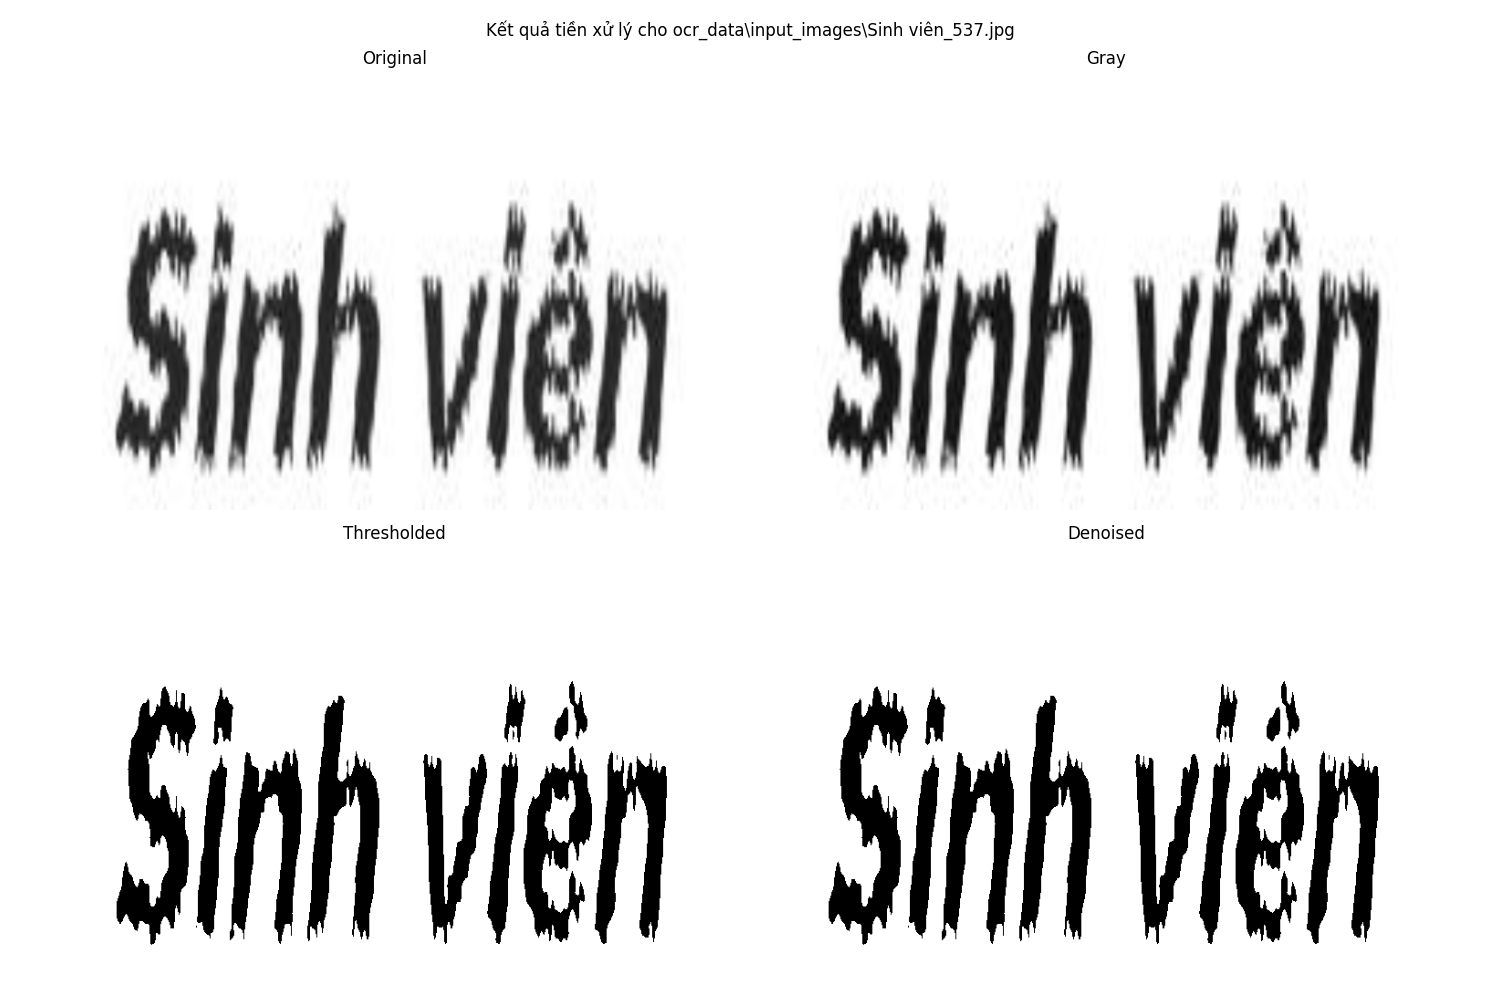 Kết quả tiền xử lý cho ocr_data\input_images\Sinh viên_537.jpg
Original
Gray
Sinh viên
Sinh viên
Thresholded
Denoised
Sinh viên
Sinh viên